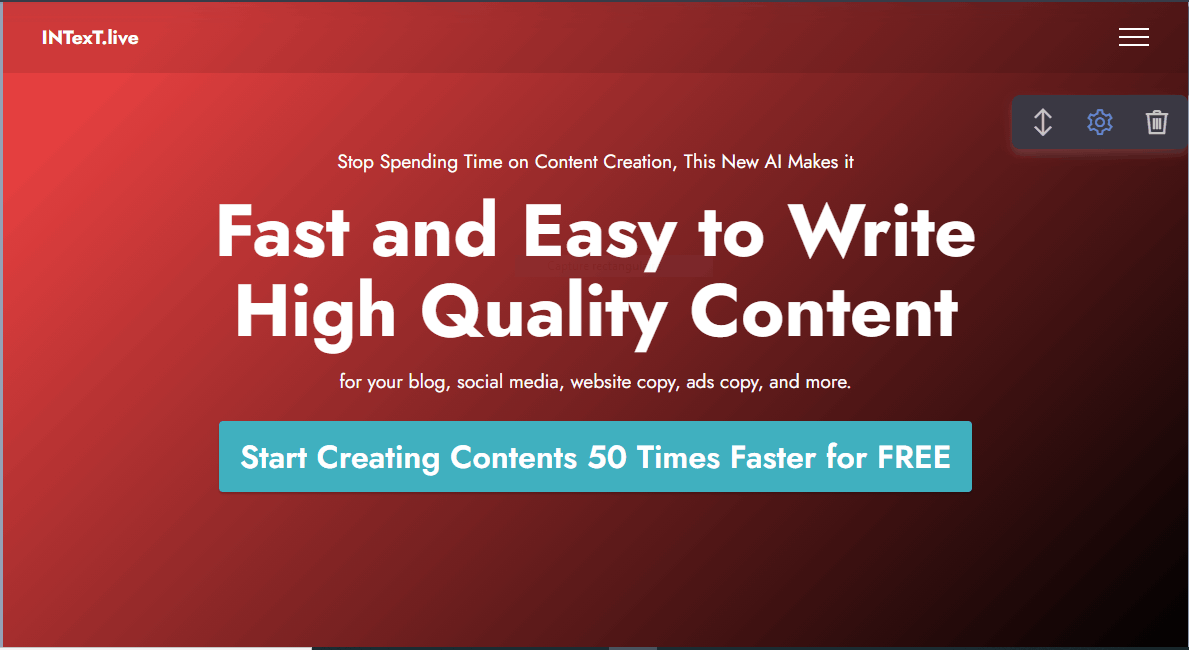 INTexT.live
Stop Spending Time on Content Creation, This New AI Makes it
Fast and Easy to Write
High Quality Content
for your blog, social media, website copy, ads copy, and more.
Start Creating Contents 50 Times Faster for FREE